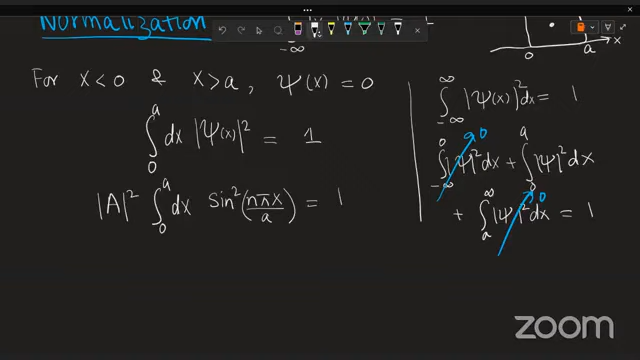 Normalization
-∞
0 a x
For x < 0 & x > a, Ψ(x) = 0
∫₀ᵃ dx |Ψ(x)|² = 1
|A|² ∫₀ᵃ dx Sin²(nπx/a) = 1
∫₋∞^∞ |Ψ(x)|² dx = 1
∫₋∞⁰ |Ψ|² dx + ∫₀ᵃ |Ψ|² dx
0
+ ∫ₐ^∞ |Ψ|² dx = 1
0
zoom